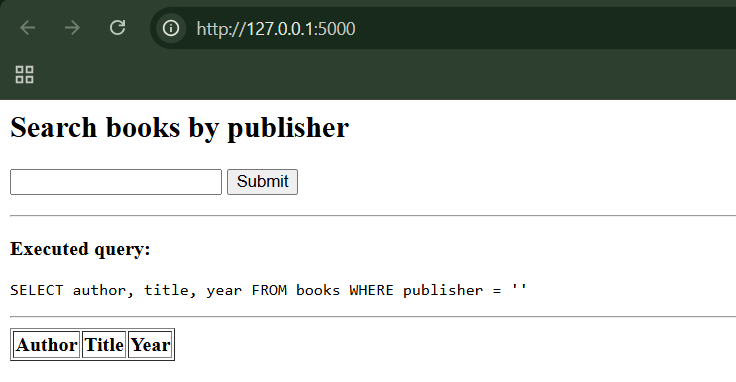 http://127.0.0.1:5000
Search books by publisher
Submit
Executed query:
SELECT author, title, year FROM books WHERE publisher = ''
Author Title Year